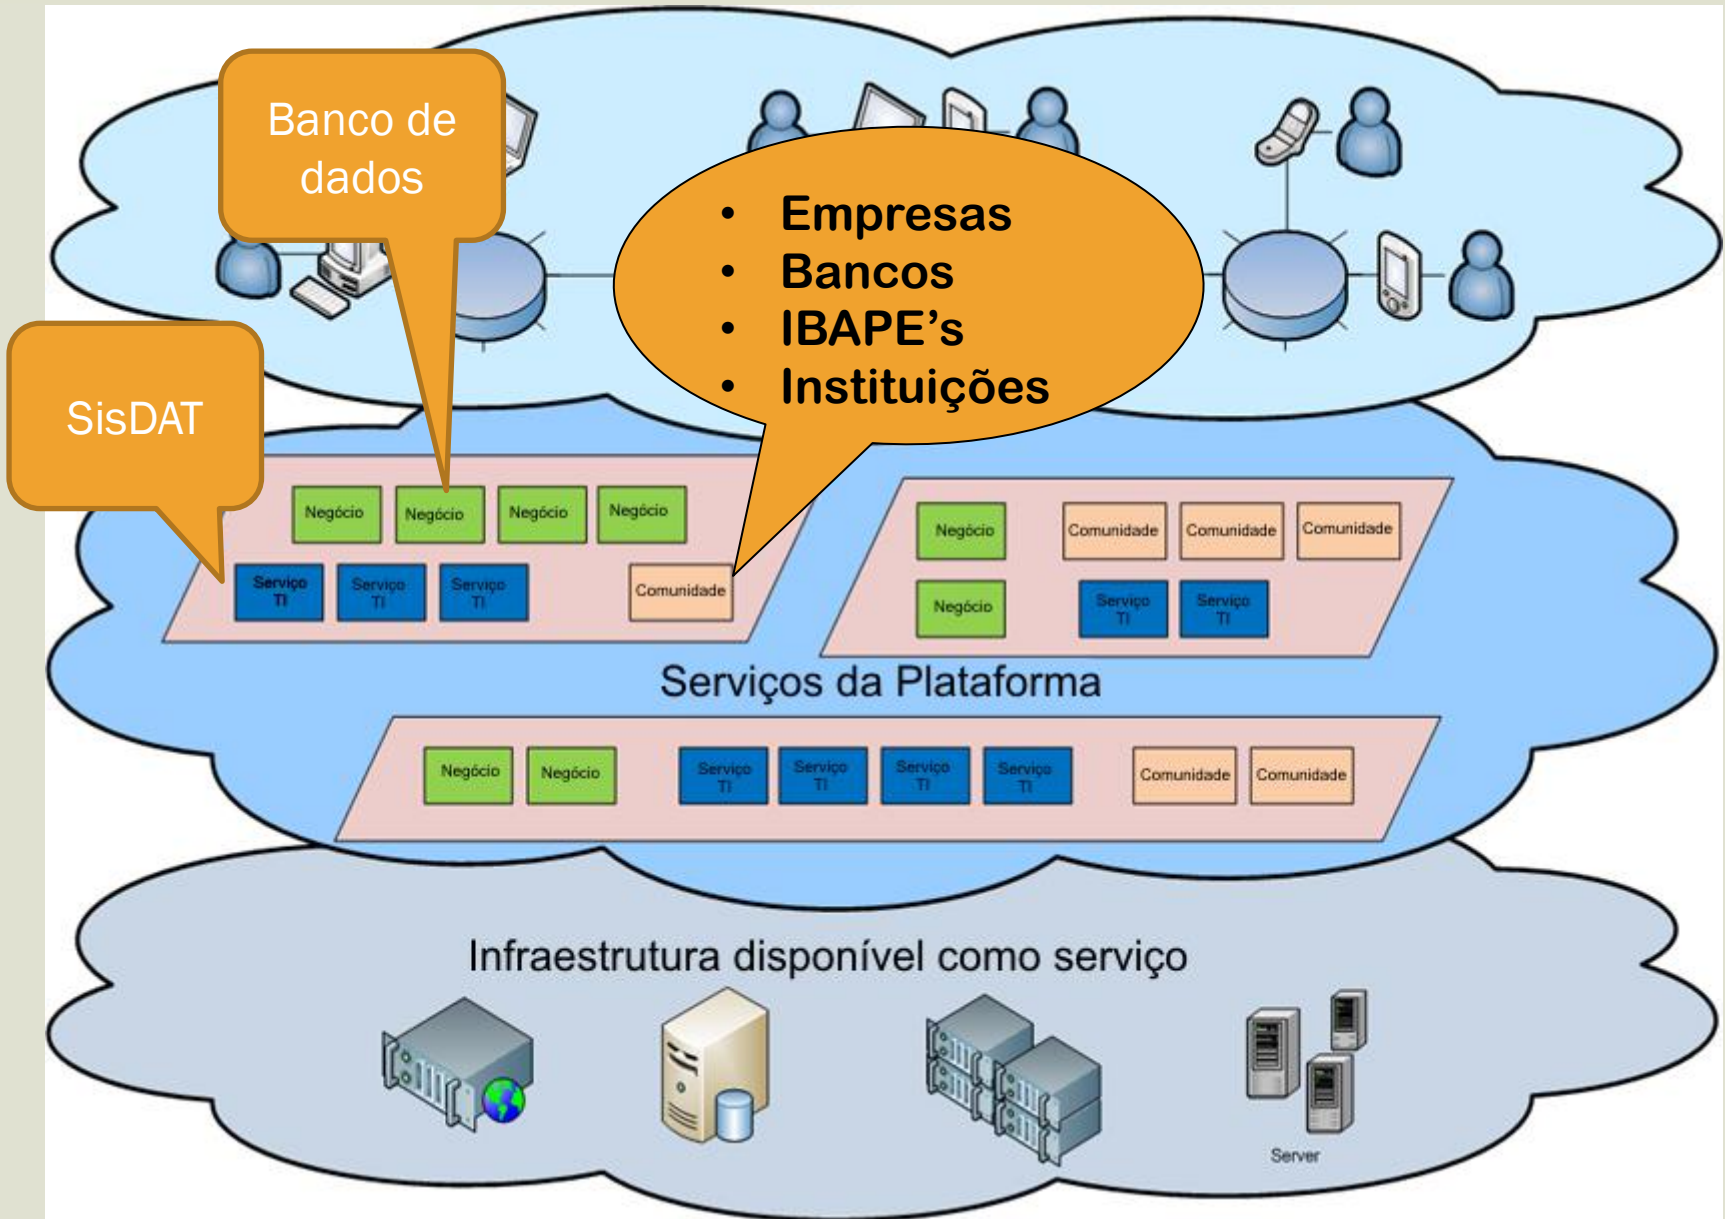 Banco de
dados
• Empresas
• Bancos
• IBAPE’s
• Instituições
SisDAT
Negócio
Negócio
Negócio
Negócio
Serviço
TI
Serviço
TI
Serviço
TI
Comunidade
Negócio
Comunidade
Comunidade
Comunidade
Negócio
Serviço
TI
Serviço
TI
Serviços da Plataforma
Negócio
Negócio
Serviço
TI
Serviço
TI
Serviço
TI
Serviço
TI
Comunidade
Comunidade
Infraestrutura disponível como serviço
Server